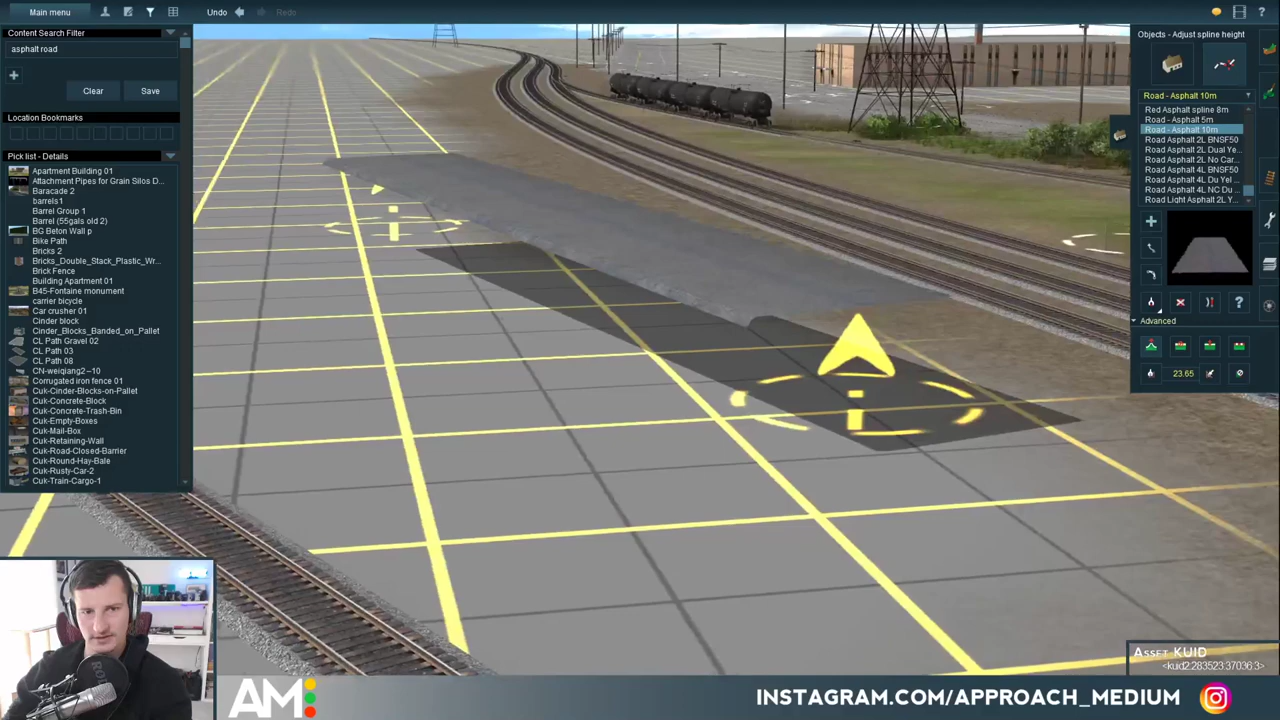 Main menu
Undo
Redo
?
Content Search Filter
asphalt road
Clear
Save
Location Bookmarks
Pick list - Details
Apartment Building 01
Attachment Pipes for Grain Silos D...
Baracade 2
barrels1
Barrel Group 1
Barrel (55gals old 2)
BG Beton Wall p
Bike Path
Bricks 2
Bricks_Double_Stack_Plastic_Wr...
Brick Fence
Building Apartment 01
B45-Fontaine monument
carrier bicycle
Car crusher 01
Cinder block
Cinder_Blocks_Banded_on_Pallet
CL Path Gravel 02
CL Path 03
CL Path 08
CN-weiqiang2--10
Corrugated iron fence 01
Cuk-Cinder-Blocks-on-Pallet
Cuk-Concrete-Block
Cuk-Concrete-Trash-Bin
Cuk-Empty-Boxes
Cuk-Mail-Box
Cuk-Retaining-Wall
Cuk-Road-Closed-Barrier
Cuk-Round-Hay-Bale
Cuk-Rusty-Car-2
Cuk-Train-Cargo-1
Objects - Adjust spline height
Road - Asphalt 10m
Red Asphalt spline 8m
Road - Asphalt 5m
Road - Asphalt 10m
Road Asphalt 2L BNSF50
Road Asphalt 2L Dual Ye...
Road Asphalt 2L No Car...
Road Asphalt 4L BNSF50
Road Asphalt 4L Du Yel ...
Road Asphalt 4L NC Du ...
Road Light Asphalt 2L Y...
?
Advanced
23.65
ASSET KUID
<kuid2:283523:37036:3>
AM
INSTAGRAM.COM/APPROACH_MEDIUM